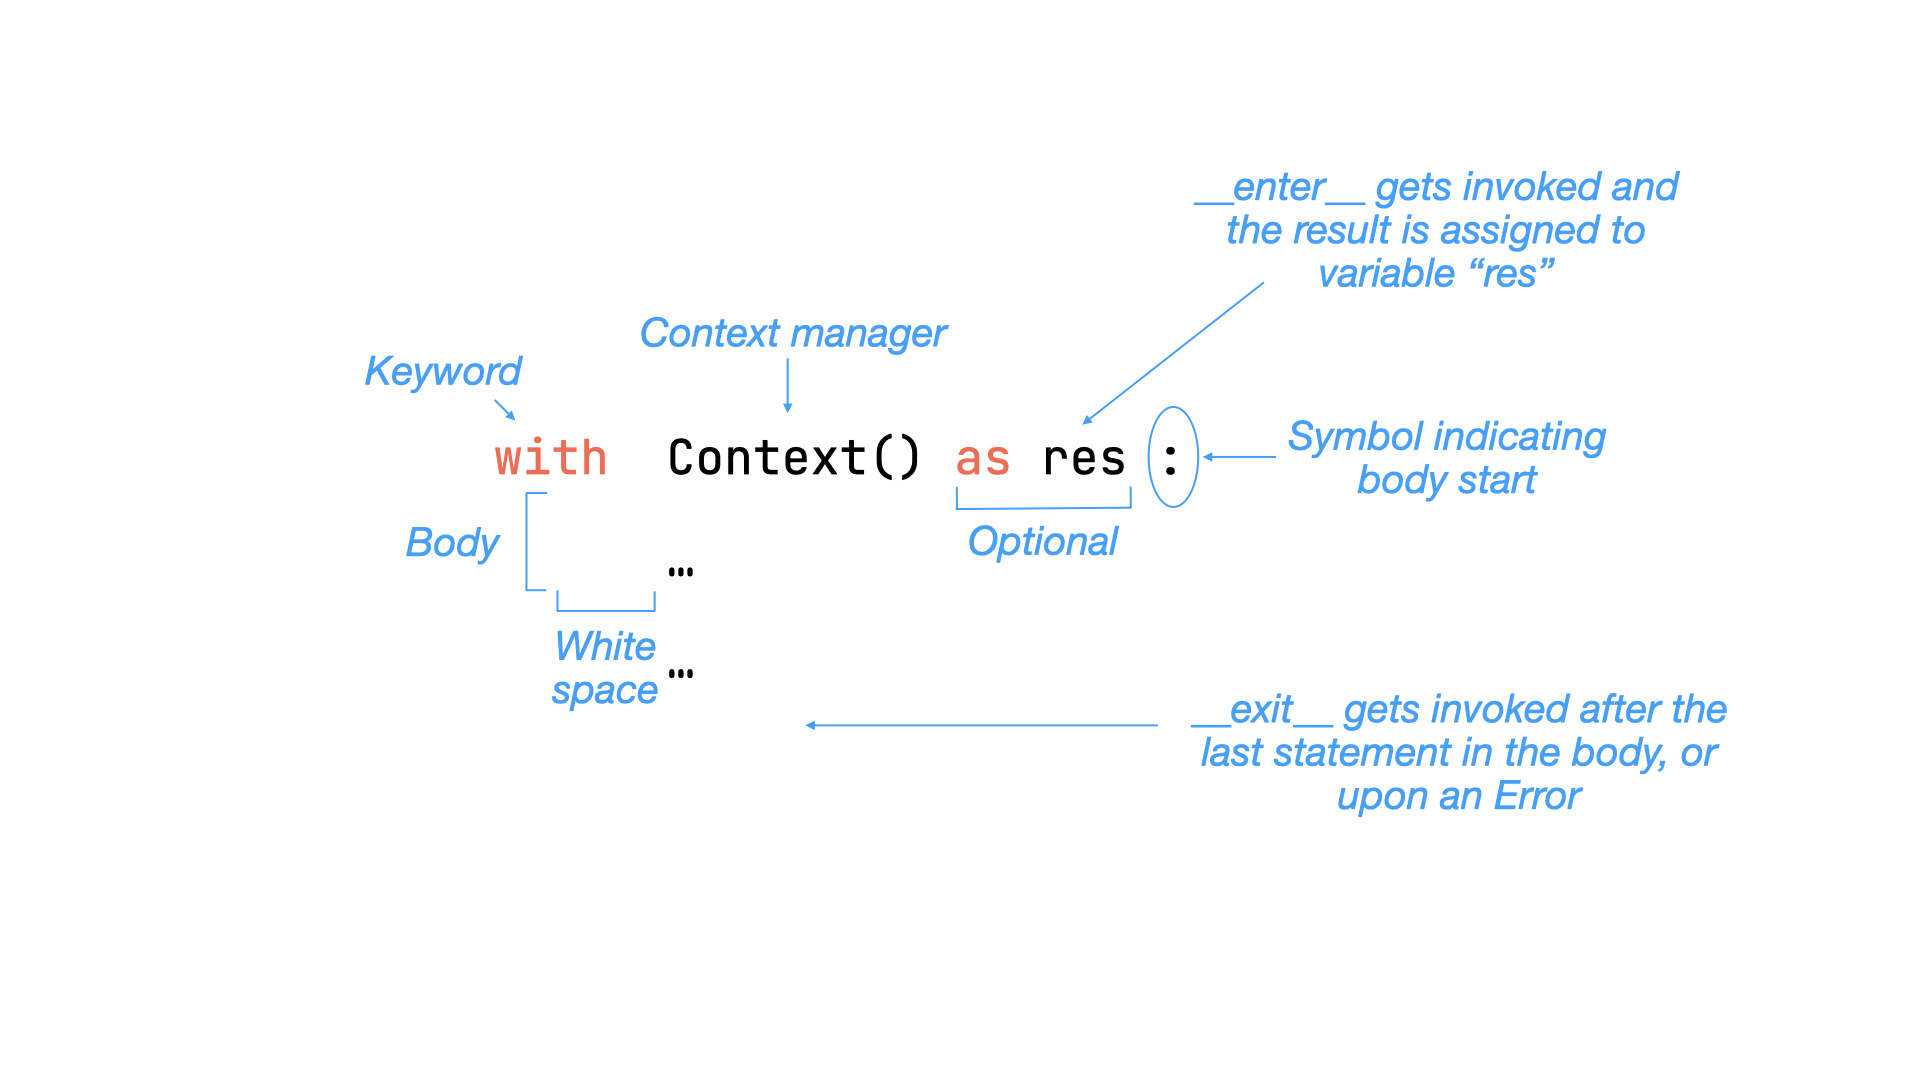 __enter__ gets invoked and
the result is assigned to
variable “res”
Context manager
Keyword
with Context() as res :
Symbol indicating
body start
Body
Optional
…
White
space
…
__exit__ gets invoked after the
last statement in the body, or
upon an Error